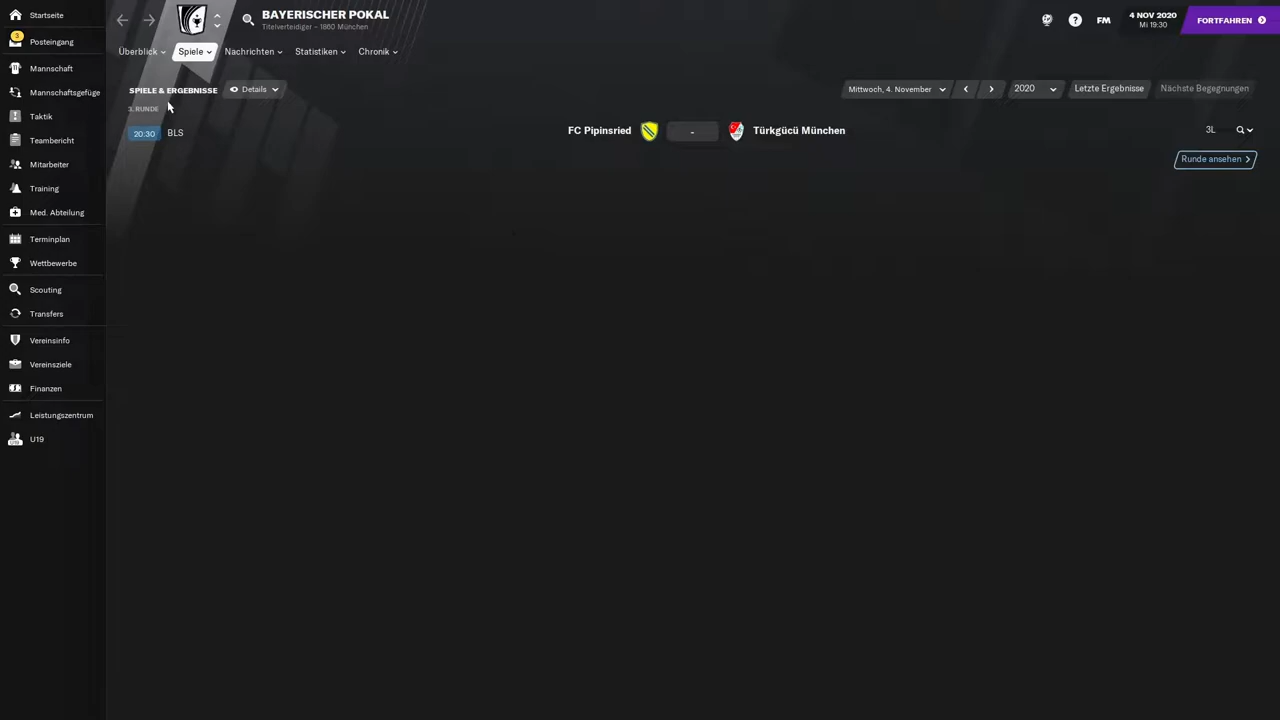 Startseite
3
Posteingang
Mannschaft
Mannschaftsgefüge
Taktik
Teambericht
Mitarbeiter
Training
Med. Abteilung
Terminplan
Wettbewerbe
Scouting
Transfers
Vereinsinfo
Vereinsziele
Finanzen
Leistungszentrum
U19
BAYERISCHER POKAL
Titelverteidiger – 1860 München
FM
4 NOV 2020
Mi 19:30
FORTFAHREN
Überblick Spiele Nachrichten Statistiken Chronik
SPIELE & ERGEBNISSE Details Mittwoch, 4. November 2020 Letzte Ergebnisse Nächste Begegnungen
3. RUNDE
20:30 BLS FC Pipinsried - Türkgücü München 3L
Runde ansehen